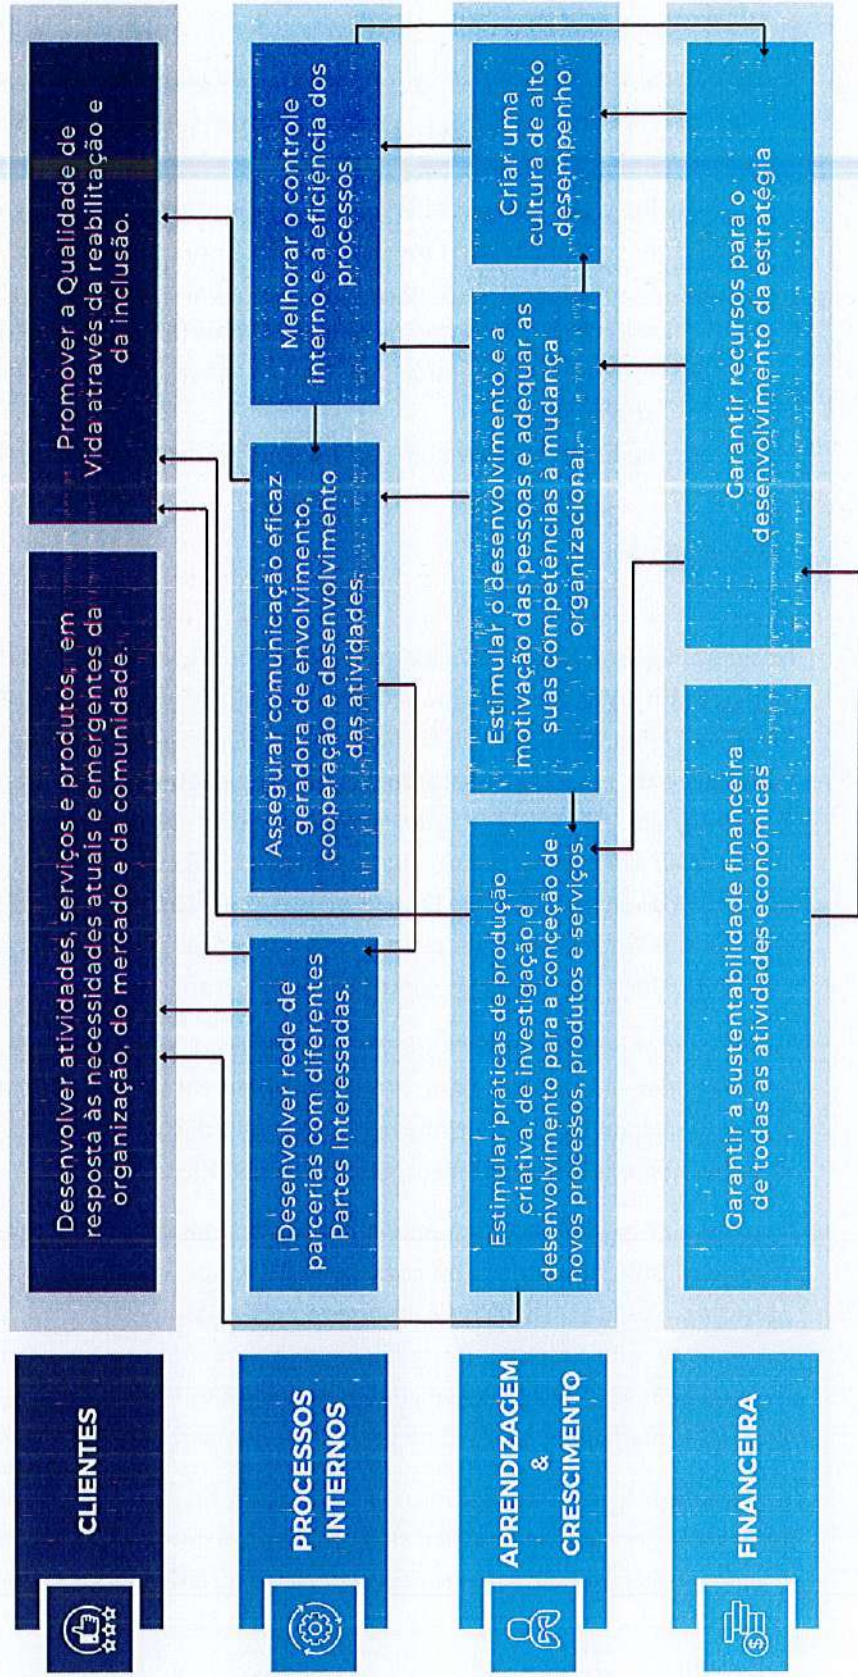 CLIENTES
Desenvolver atividades, serviços e produtos, em
resposta às necessidades atuais e emergentes da
organização, do mercado e da comunidade.
Promover a Qualidade de
Vida através da reabilitação e
da inclusão.
PROCESSOS
INTERNOS
Desenvolver rede de
parcerias com diferentes
Partes Interessadas.
Assegurar comunicação eficaz
geradora de envolvimento,
cooperação e desenvolvimento
das atividades.
Melhorar o controle
interno e a eficiência dos
processos
APRENDIZAGEM
&
CRESCIMENTO
Estimular práticas de produção
criativa, de investigação e
desenvolvimento para a conceção de
novos processos, produtos e serviços.
Estimular o desenvolvimento e a
motivação das pessoas e adequar as
suas competências à mudança
organizacional.
Criar uma
cultura de alto
desempenho
FINANCEIRA
$
Garantir a sustentabilidade financeira
de todas as atividades económicas
Garantir recursos para o
desenvolvimento da estratégia